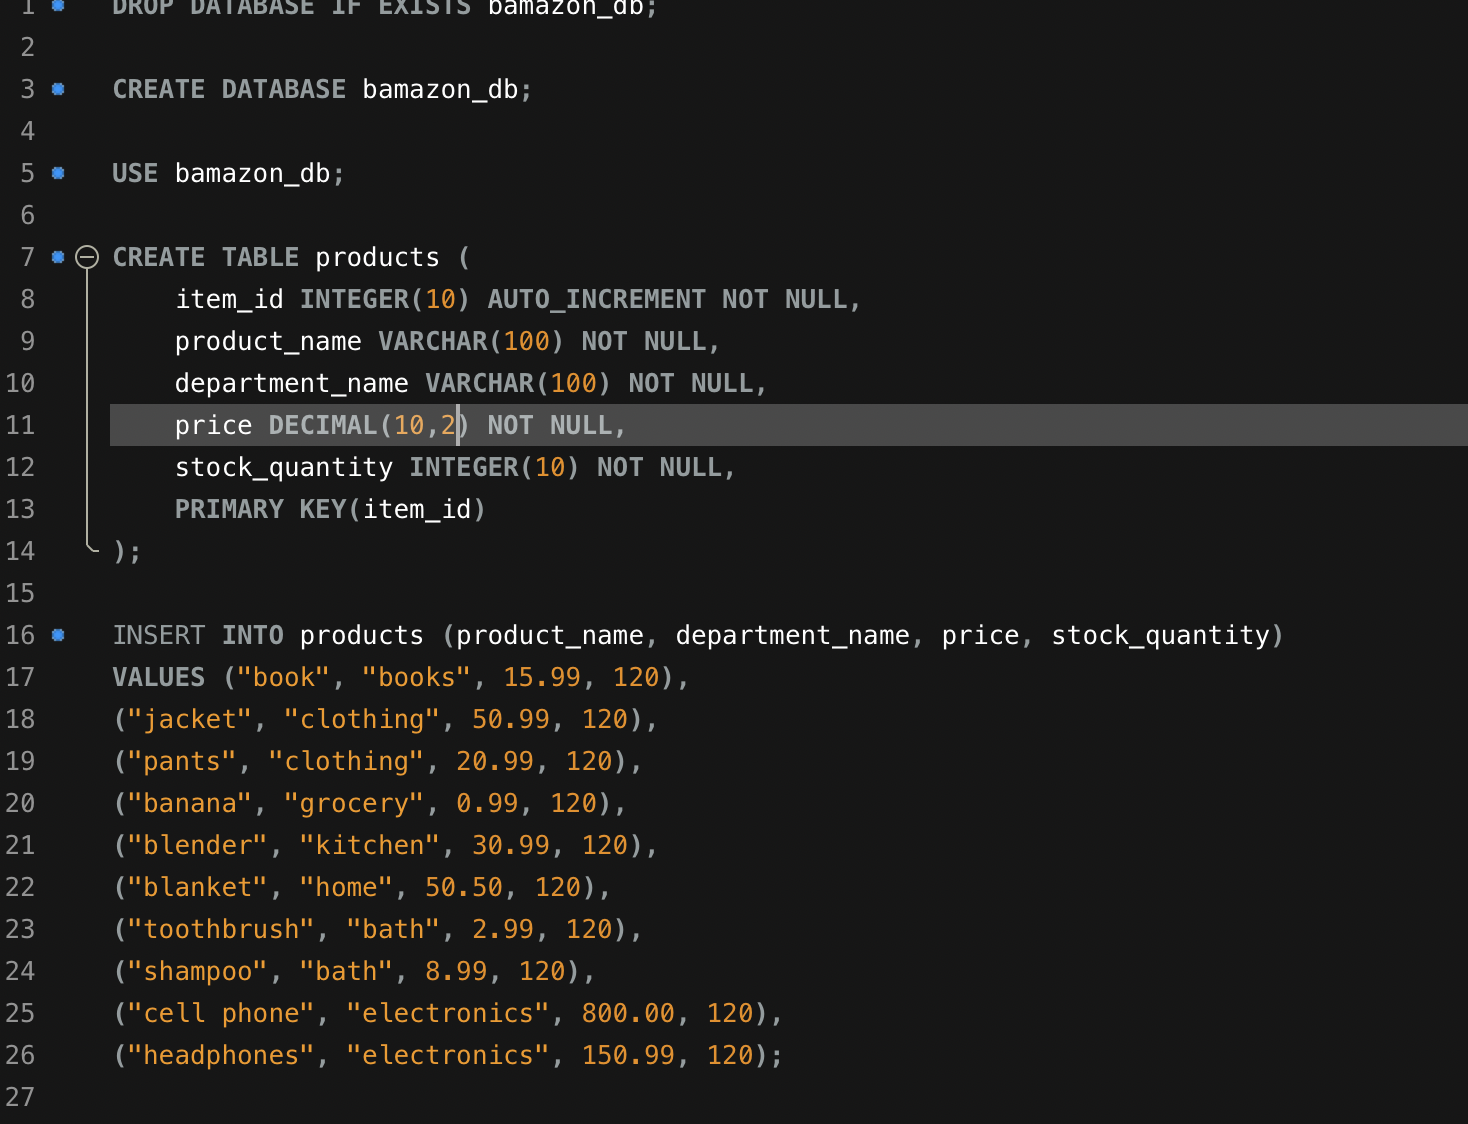 1 DROP DATABASE IF EXISTS bamazon_db;
2
3 CREATE DATABASE bamazon_db;
4
5 USE bamazon_db;
6
7 CREATE TABLE products (
8     item_id INTEGER(10) AUTO_INCREMENT NOT NULL,
9     product_name VARCHAR(100) NOT NULL,
10     department_name VARCHAR(100) NOT NULL,
11     price DECIMAL(10,2) NOT NULL,
12     stock_quantity INTEGER(10) NOT NULL,
13     PRIMARY KEY(item_id)
14 );
15
16 INSERT INTO products (product_name, department_name, price, stock_quantity)
17 VALUES ("book", "books", 15.99, 120),
18 ("jacket", "clothing", 50.99, 120),
19 ("pants", "clothing", 20.99, 120),
20 ("banana", "grocery", 0.99, 120),
21 ("blender", "kitchen", 30.99, 120),
22 ("blanket", "home", 50.50, 120),
23 ("toothbrush", "bath", 2.99, 120),
24 ("shampoo", "bath", 8.99, 120),
25 ("cell phone", "electronics", 800.00, 120),
26 ("headphones", "electronics", 150.99, 120);
27